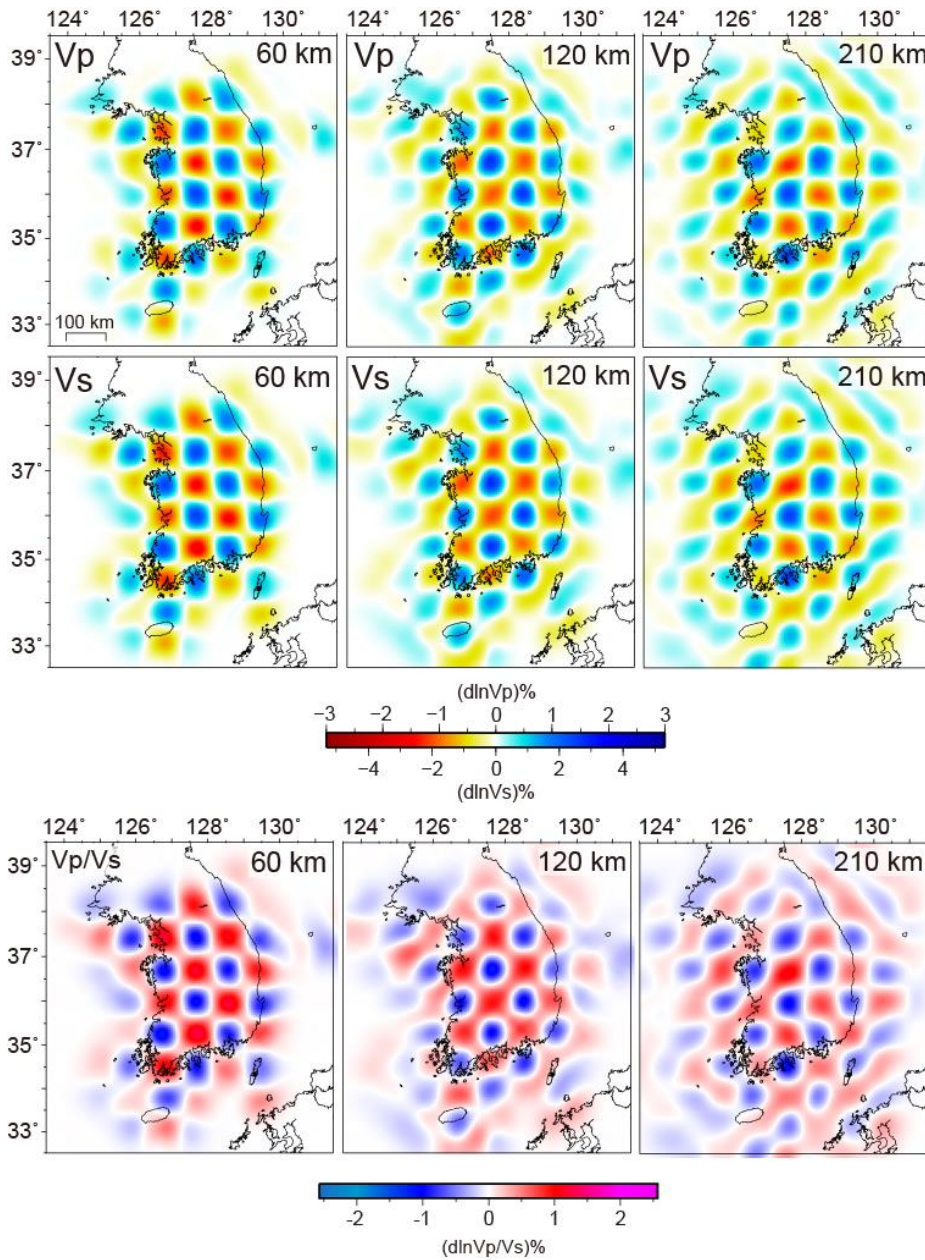 124˚ 126˚ 128˚ 130˚ 124˚ 126˚ 128˚ 130˚ 124˚ 126˚ 128˚ 130˚
39˚ Vp 60 km Vp 120 km Vp 210 km
37˚
35˚
100 km
33˚
39˚ Vs 60 km Vs 120 km Vs 210 km
37˚
35˚
33˚
(dlnVp)%
−3 −2 −1 0 1 2 3
−4 −2 0 2 4
(dlnVs)%
124˚ 126˚ 128˚ 130˚ 124˚ 126˚ 128˚ 130˚ 124˚ 126˚ 128˚ 130˚
39˚ Vp/Vs 60 km 120 km 210 km
37˚
35˚
33˚
-2 -1 0 1 2
(dlnVp/Vs)%